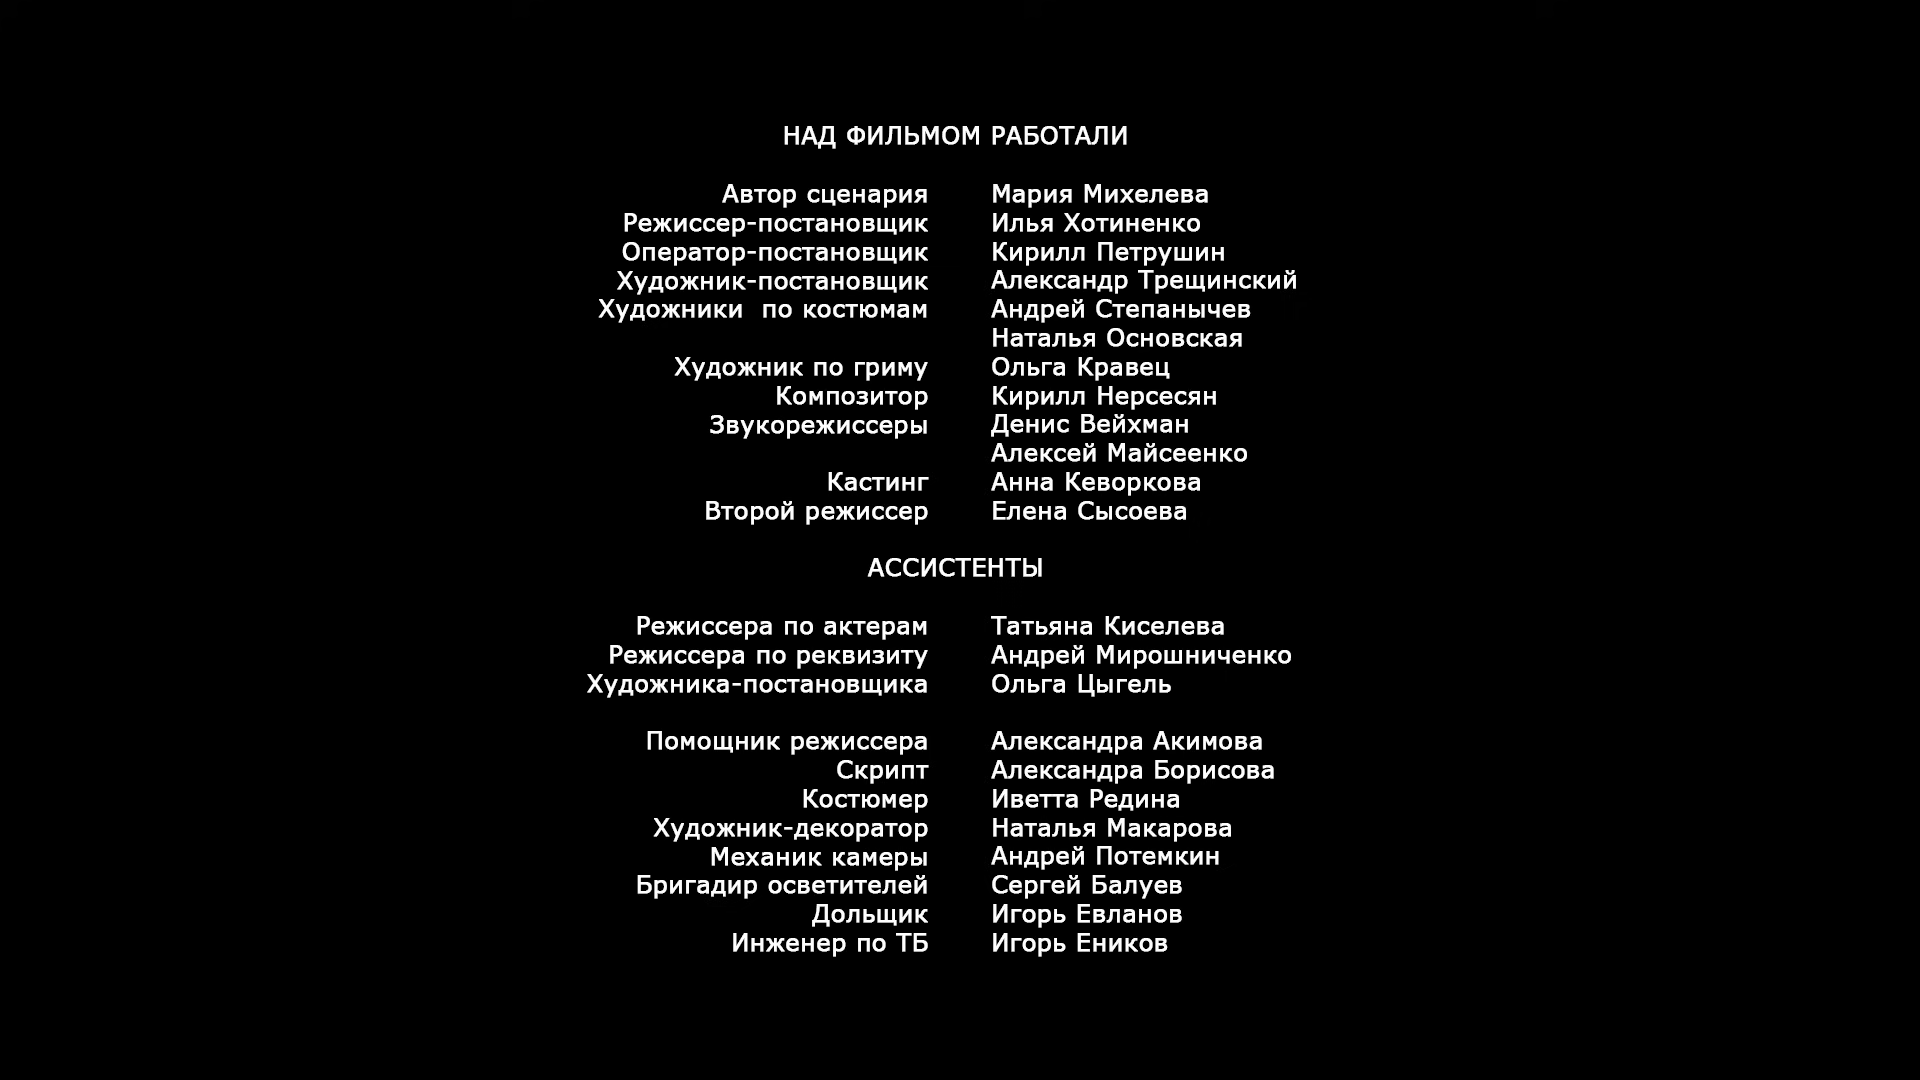 НАД ФИЛЬМОМ РАБОТАЛИ
Автор сценария Мария Михелева
Режиссер-постановщик Илья Хотиненко
Оператор-постановщик Кирилл Петрушин
Художник-постановщик Александр Трещинский
Художники по костюмам Андрей Степанычев
Наталья Основская
Художник по гриму Ольга Кравец
Композитор Кирилл Нерсесян
Звукорежиссеры Денис Вейхман
Алексей Майсеенко
Кастинг Анна Кеворкова
Второй режиссер Елена Сысоева
АССИСТЕНТЫ
Режиссера по актерам Татьяна Киселева
Режиссера по реквизиту Андрей Мирошниченко
Художника-постановщика Ольга Цыгель
Помощник режиссера Александра Акимова
Скрипт Александра Борисова
Костюмер Иветта Редина
Художник-декоратор Наталья Макарова
Механик камеры Андрей Потемкин
Бригадир осветителей Сергей Балуев
Дольщик Игорь Евланов
Инженер по ТБ Игорь Еников